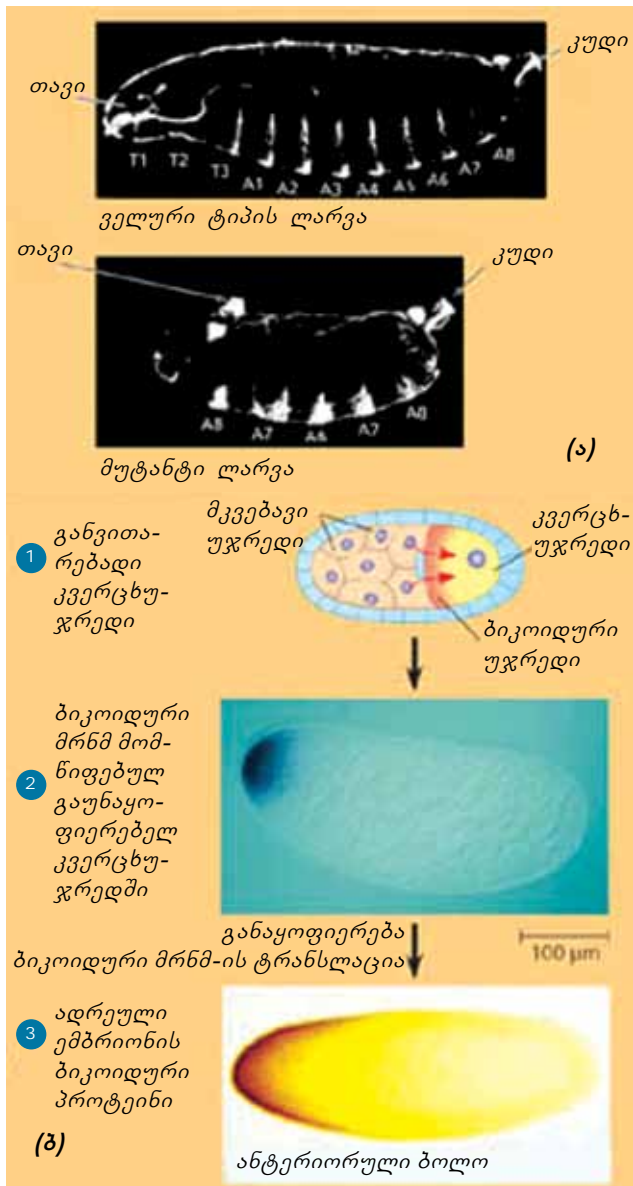 კუდი
თავი
T1 T2 T3 A1 A2 A3 A4 A5 A6 A7 A8
ველური ტიპის ლარვა
თავი
კუდი
A8 A7 A6 A7 A8
მუტანტი ლარვა
(ა)
1
განვითა-
რებადი
კვერცხუ-
ჯრედი
მკვებავი
უჯრედი
კვერცხ-
უჯრედი
ბიკოიდური
უჯრედი
2
ბიკოიდური
მრნმ მომ-
წიფებულ
გაუნაყო-
ფიერებელ
კვერცხუ-
ჯრედში
განაყოფიერება
ბიკოიდური მრნმ-ის ტრანსლაცია
100 µm
3
ადრეული
ემბრიონის
ბიკოიდური
პროტეინი
(ბ)
ანტერიორული ბოლო